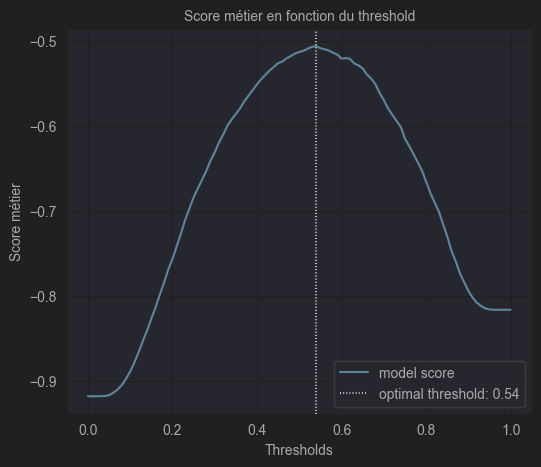 Score métier en fonction du threshold
−0.5
−0.6
−0.7
−0.8
−0.9
Score métier
model score
optimal threshold: 0.54
0.0 0.2 0.4 0.6 0.8 1.0
Thresholds